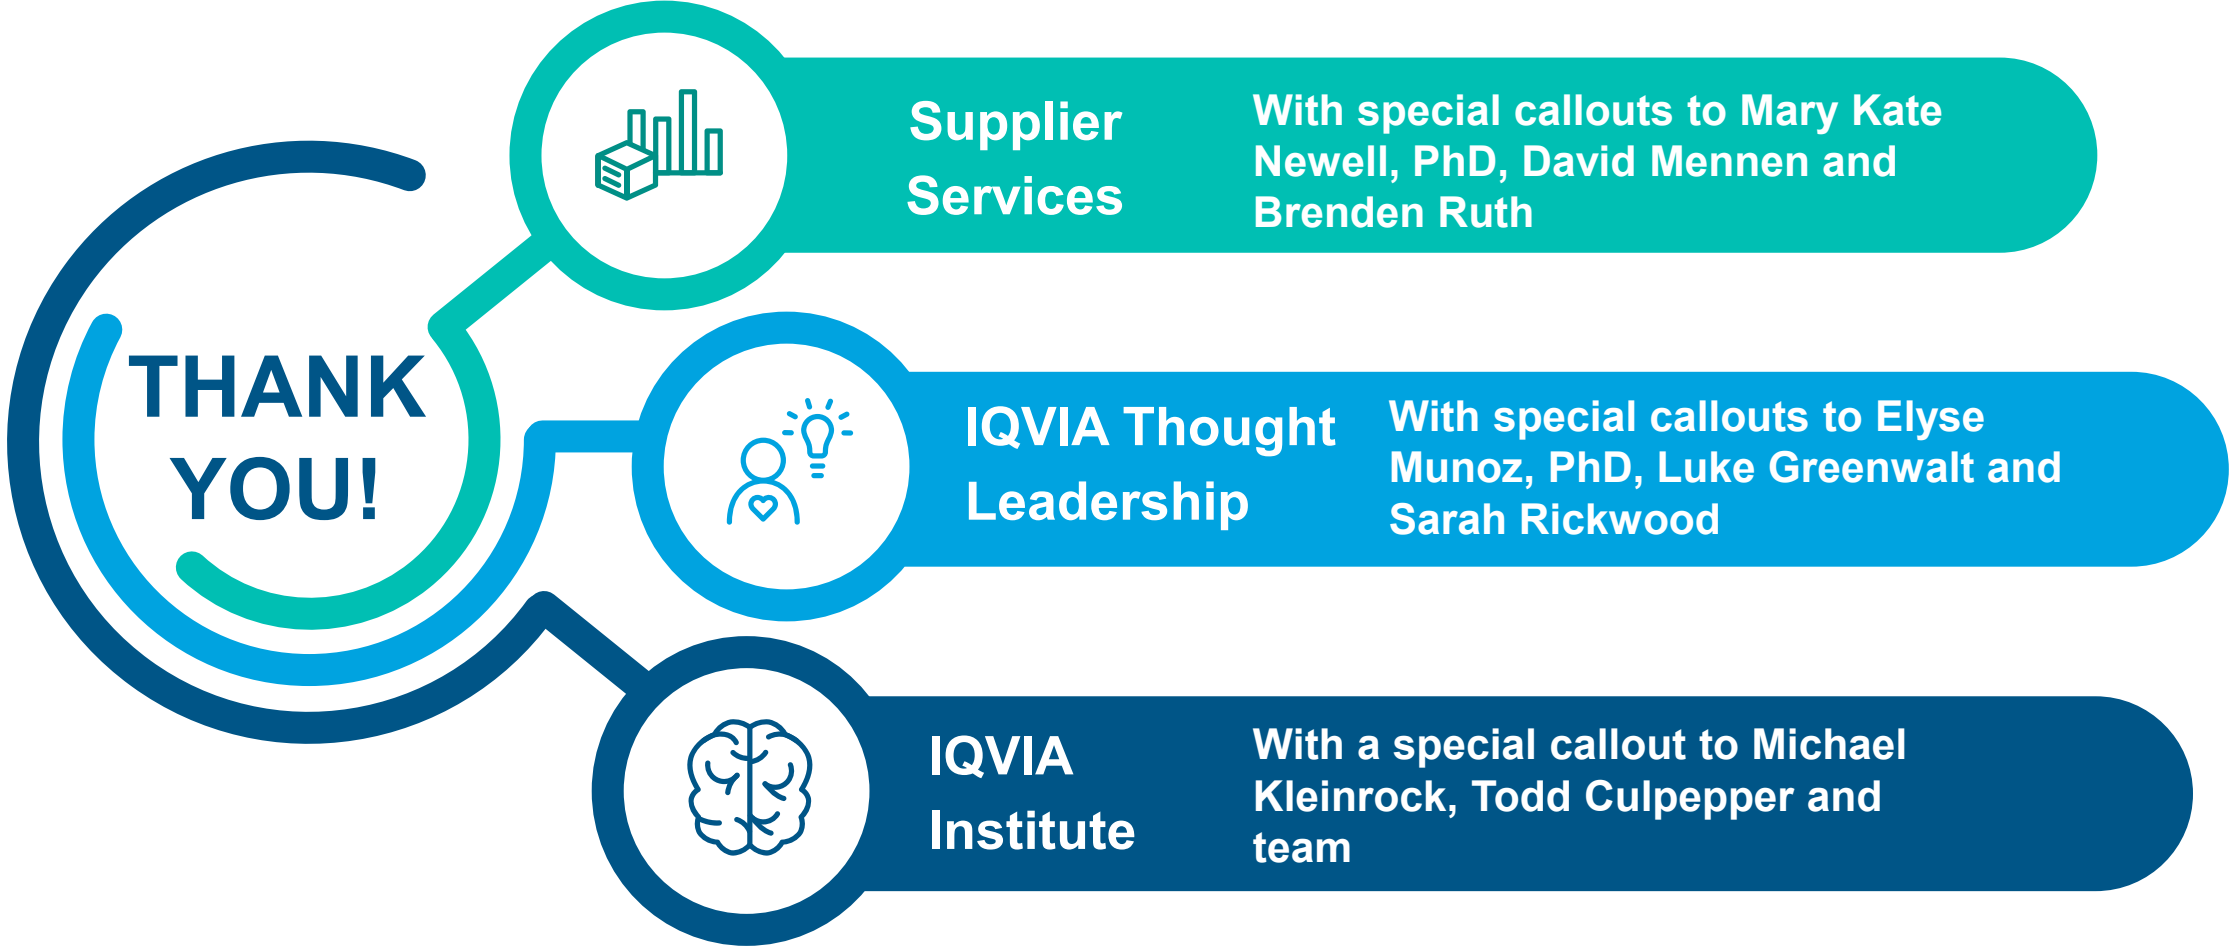 THANK
YOU!
Supplier
Services
With special callouts to Mary Kate
Newell, PhD, David Mennen and
Brenden Ruth
IQVIA Thought
Leadership
With special callouts to Elyse
Munoz, PhD, Luke Greenwalt and
Sarah Rickwood
IQVIA
Institute
With a special callout to Michael
Kleinrock, Todd Culpepper and
team